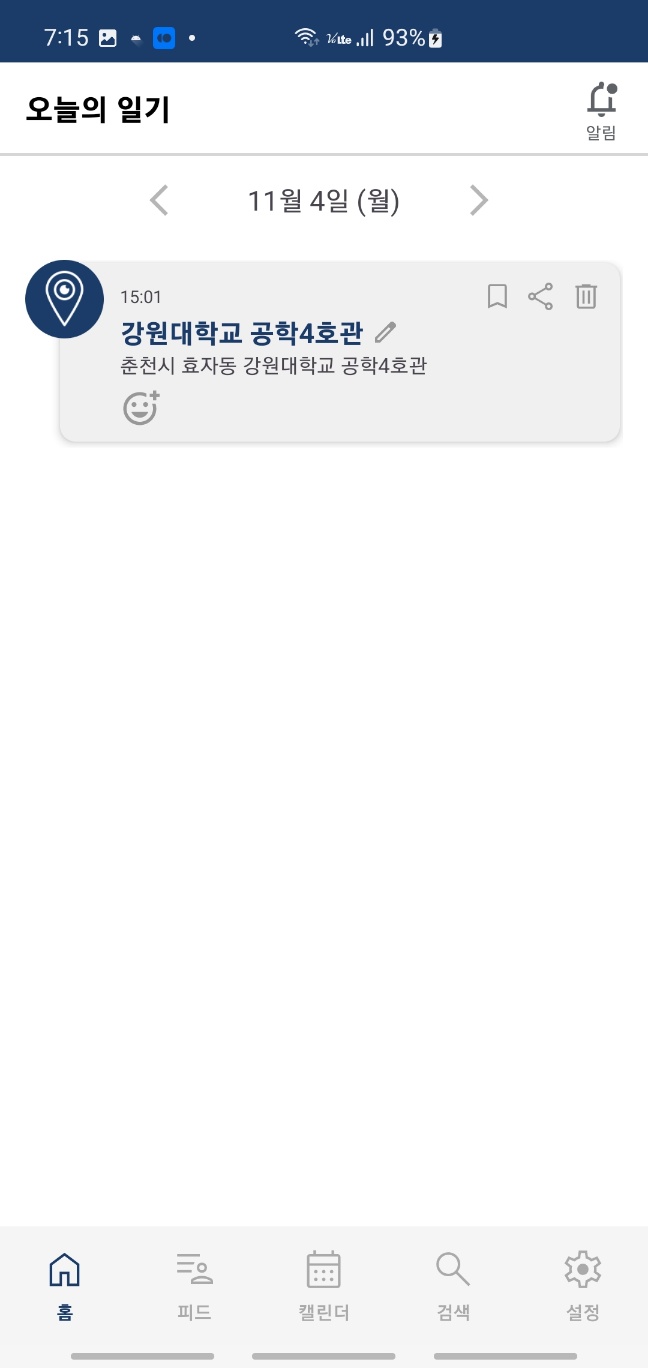 7:15 93%
오늘의 일기
알림
11월 4일 (월)
15:01
강원대학교 공학4호관
춘천시 효자동 강원대학교 공학4호관
홈 피드 캘린더 검색 설정